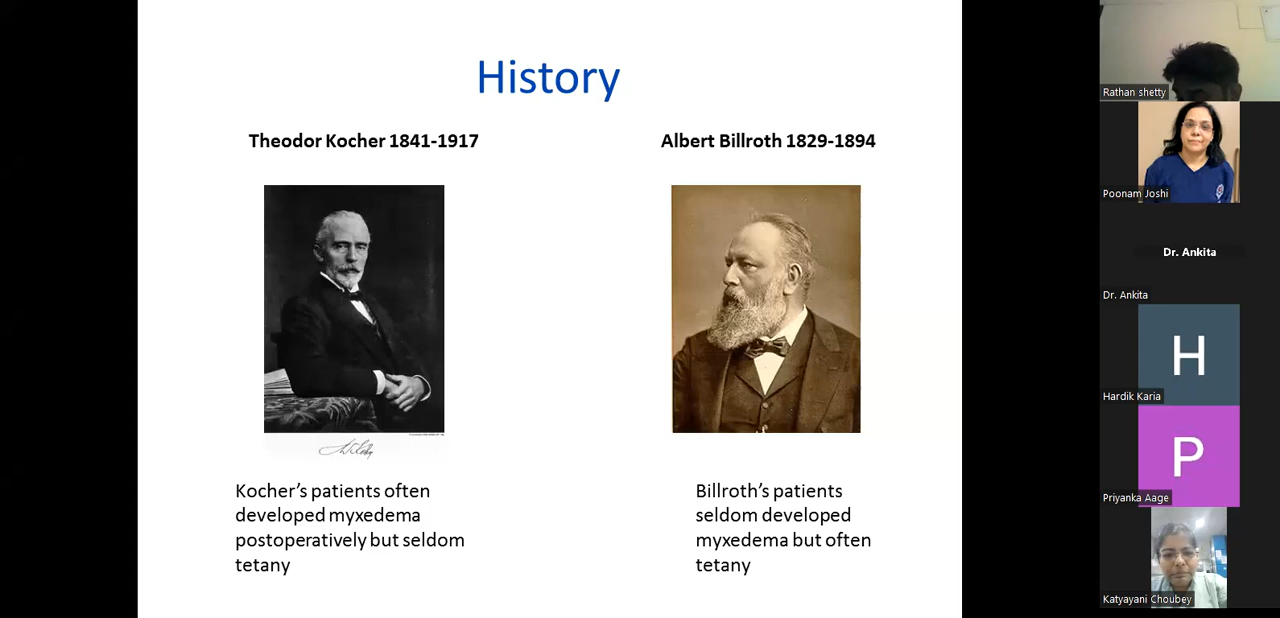 History
Theodor Kocher 1841-1917
Albert Billroth 1829-1894
Kocher's patients often
developed myxedema
postoperatively but seldom
tetany
Billroth's patients
seldom developed
myxedema but often
tetany
Rathan shetty
Poonam Joshi
Dr. Ankita
Dr. Ankita
H
Hardik Karia
P
Priyanka Aage
Katyayani Choubey